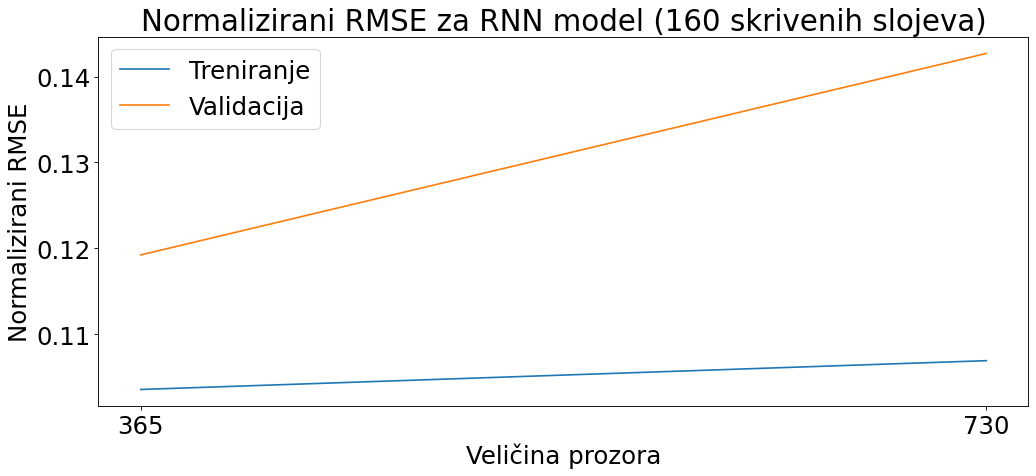 Normalizirani RMSE za RNN model (160 skrivenih slojeva)
Treniranje
Validacija
Normalizirani RMSE
0.14
0.13
0.12
0.11
365
730
Veličina prozora